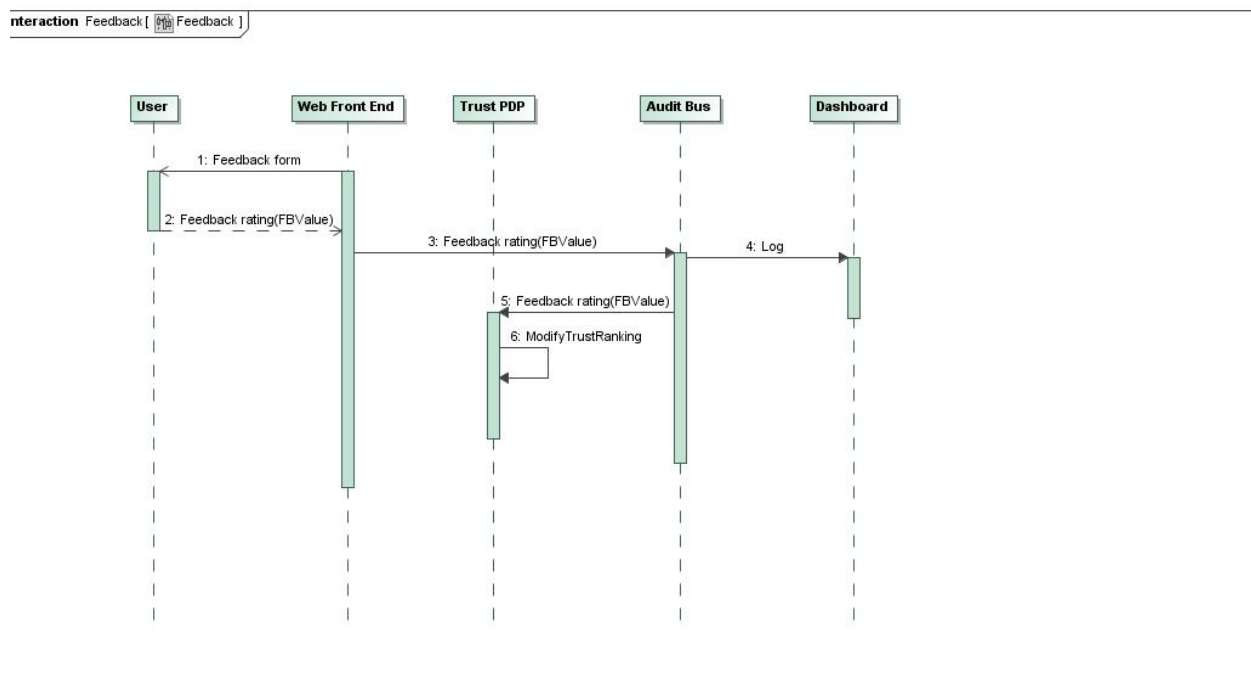 nteraction Feedback [ Feedback ]
User
Web Front End
Trust PDP
Audit Bus
Dashboard
1: Feedback form
2: Feedback rating(FBValue)
3: Feedback rating(FBValue)
4: Log
5: Feedback rating(FBValue)
6: ModifyTrustRanking